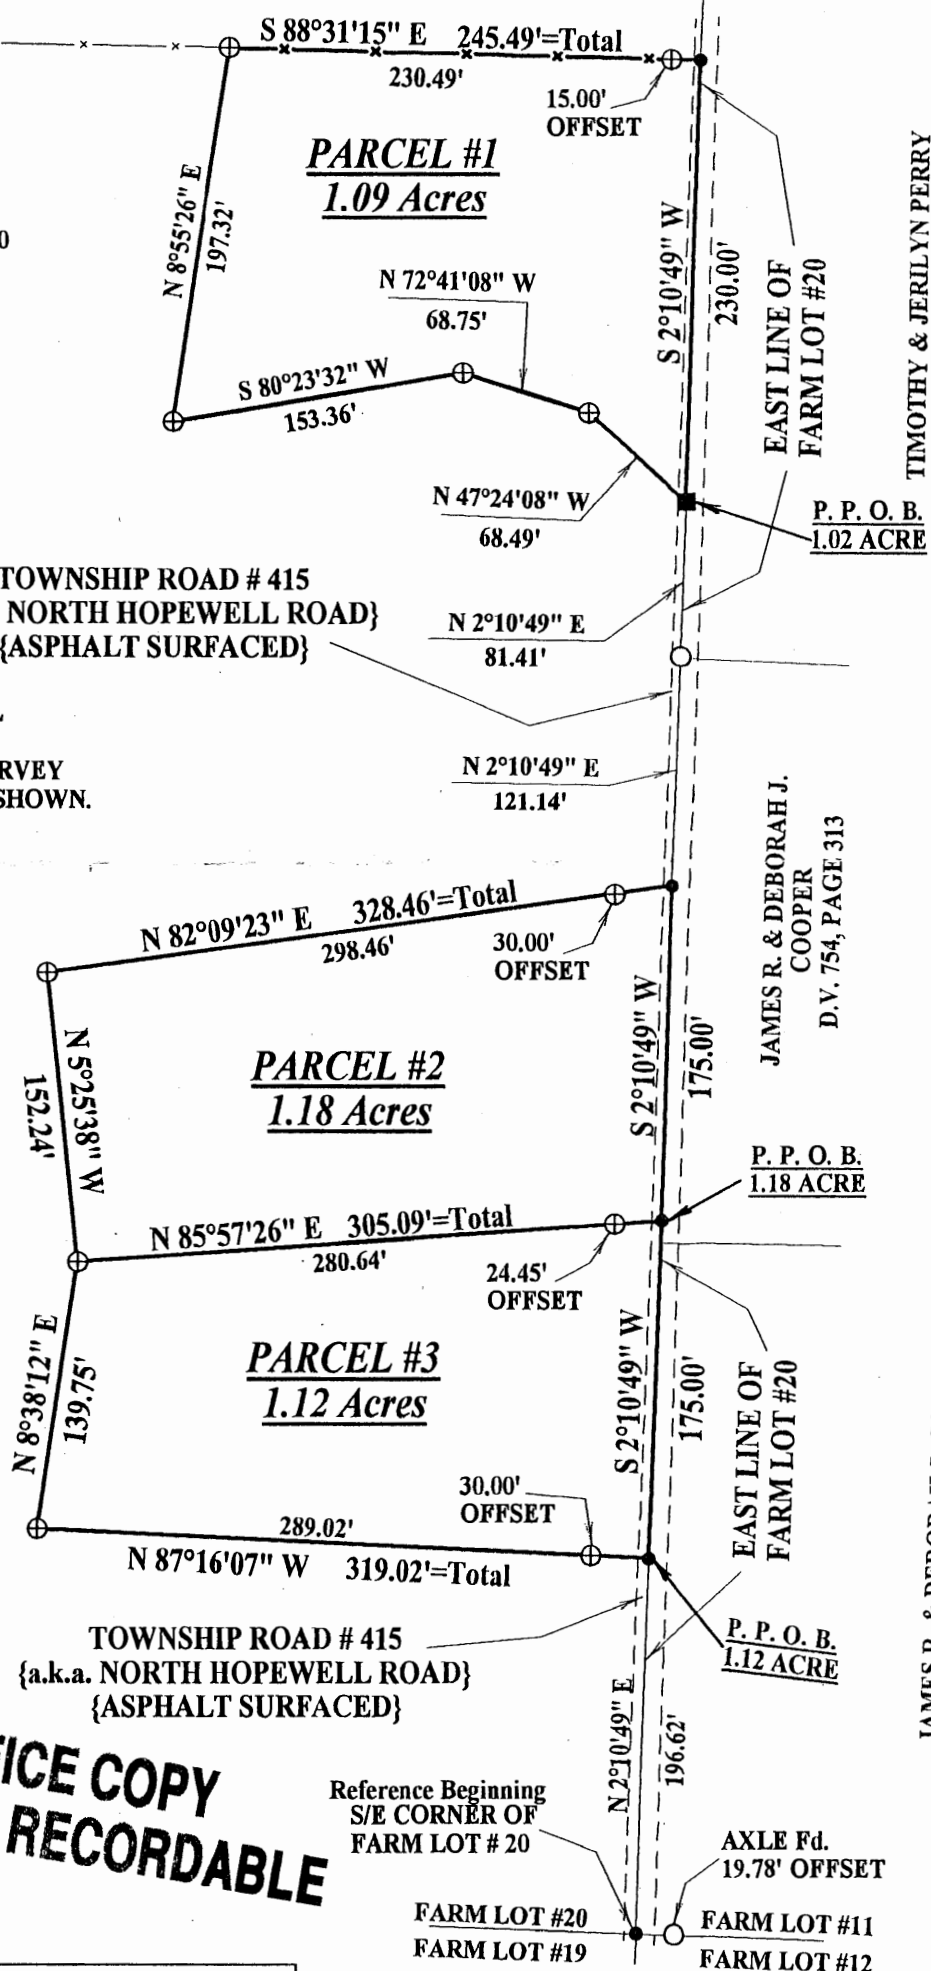 S 88°31'15" E 245.49'=Total
230.49'
15.00'
OFFSET
PARCEL #1
1.09 Acres
N 8°55'26" E
197.32'
0
N 72°41'08" W
68.75'
S 80°23'32" W
153.36'
N 47°24'08" W
68.49'
S 2°10'49" W
230.00'
EAST LINE OF
FARM LOT #20
TIMOTHY & JERILYN PERRY
P. P. O. B.
1.02 ACRE
TOWNSHIP ROAD # 415
NORTH HOPEWELL ROAD}
{ASPHALT SURFACED}
N 2°10'49" E
81.41'
RVEY
SHOWN.
N 2°10'49" E
121.14'
JAMES R. & DEBORAH J.
COOPER
D.V. 754, PAGE 313
N 82°09'23" E 328.46'=Total
298.46'
30.00'
OFFSET
N 5°25'38" W
152.24'
PARCEL #2
1.18 Acres
S 2°10'49" W
175.00'
P. P. O. B.
1.18 ACRE
N 85°57'26" E 305.09'=Total
280.64'
24.45'
OFFSET
N 8°38'12" E
139.75'
PARCEL #3
1.12 Acres
S 2°10'49" W
175.00'
EAST LINE OF
FARM LOT #20
30.00'
OFFSET
289.02'
N 87°16'07" W 319.02'=Total
P. P. O. B.
1.12 ACRE
TOWNSHIP ROAD # 415
{a.k.a. NORTH HOPEWELL ROAD}
{ASPHALT SURFACED}
N 2°10'49" E
196.62'
FICE COPY
RECORDABLE
Reference Beginning
S/E CORNER OF
FARM LOT # 20
AXLE Fd.
19.78' OFFSET
FARM LOT #20
FARM LOT #19
FARM LOT #11
FARM LOT #12